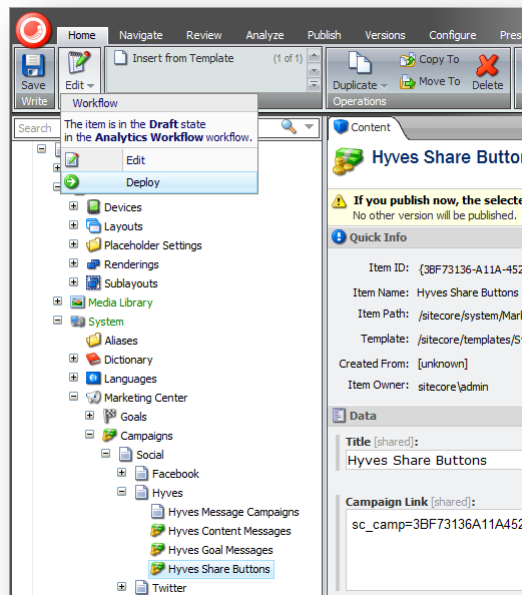 Home Navigate Review Analyze Publish Versions Configure
Insert from Template (1 of 1)
Copy To
Move To
Save Edit Duplicate Delete
Write Operations
Workflow
The item is in the Draft state
in the Analytics Workflow workflow.
Edit
Deploy
Search
Devices
Layouts
Placeholder Settings
Renderings
Sublayouts
Media Library
System
Aliases
Dictionary
Languages
Marketing Center
Goals
Campaigns
Social
Facebook
Hyves
Hyves Message Campaigns
Hyves Content Messages
Hyves Goal Messages
Hyves Share Buttons
Twitter
Content
Hyves Share Button
If you publish now, the selecte
No other version will be published.
Quick Info
Item ID: {3BF73136-A11A-452
Item Name: Hyves Share Buttons
Item Path: /sitecore/system/Mar
Template: /sitecore/templates/S
Created From: [unknown]
Item Owner: sitecore\admin
Data
Title [shared]:
Hyves Share Buttons
Campaign Link [shared]:
sc_camp=3BF73136A11A452